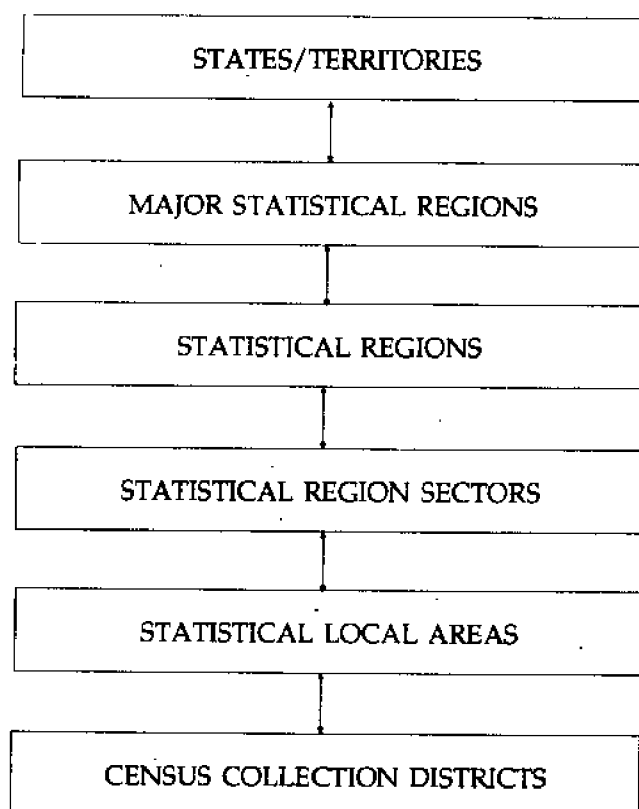 STATES/TERRITORIES
MAJOR STATISTICAL REGIONS
STATISTICAL REGIONS
STATISTICAL REGION SECTORS
STATISTICAL LOCAL AREAS
CENSUS COLLECTION DISTRICTS